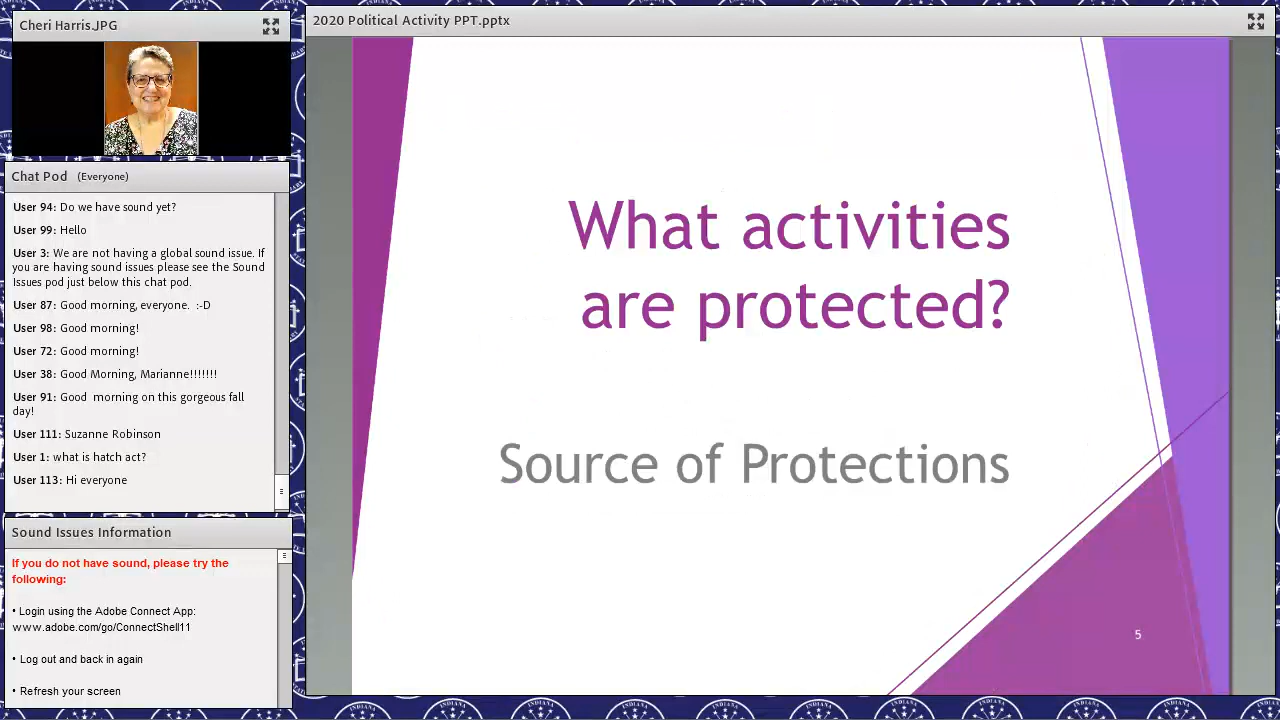 Cheri Harris.JPG
Chat Pod (Everyone)
User 94: Do we have sound yet?
User 99: Hello
User 3: We are not having a global sound issue. If
you are having sound issues please see the Sound
Issues pod just below this chat pod.
User 87: Good morning, everyone. :-D
User 98: Good morning!
User 72: Good morning!
User 38: Good Morning, Marianne!!!!!!!
User 91: Good morning on this gorgeous fall
day!
User 111: Suzanne Robinson
User 1: what is hatch act?
User 113: Hi everyone
Sound Issues Information
If you do not have sound, please try the
following:
• Login using the Adobe Connect App:
www.adobe.com/go/ConnectShell11
• Log out and back in again
• Refresh your screen
2020 Political Activity PPT.pptx
What activities
are protected?
Source of Protections
5
INDIANA